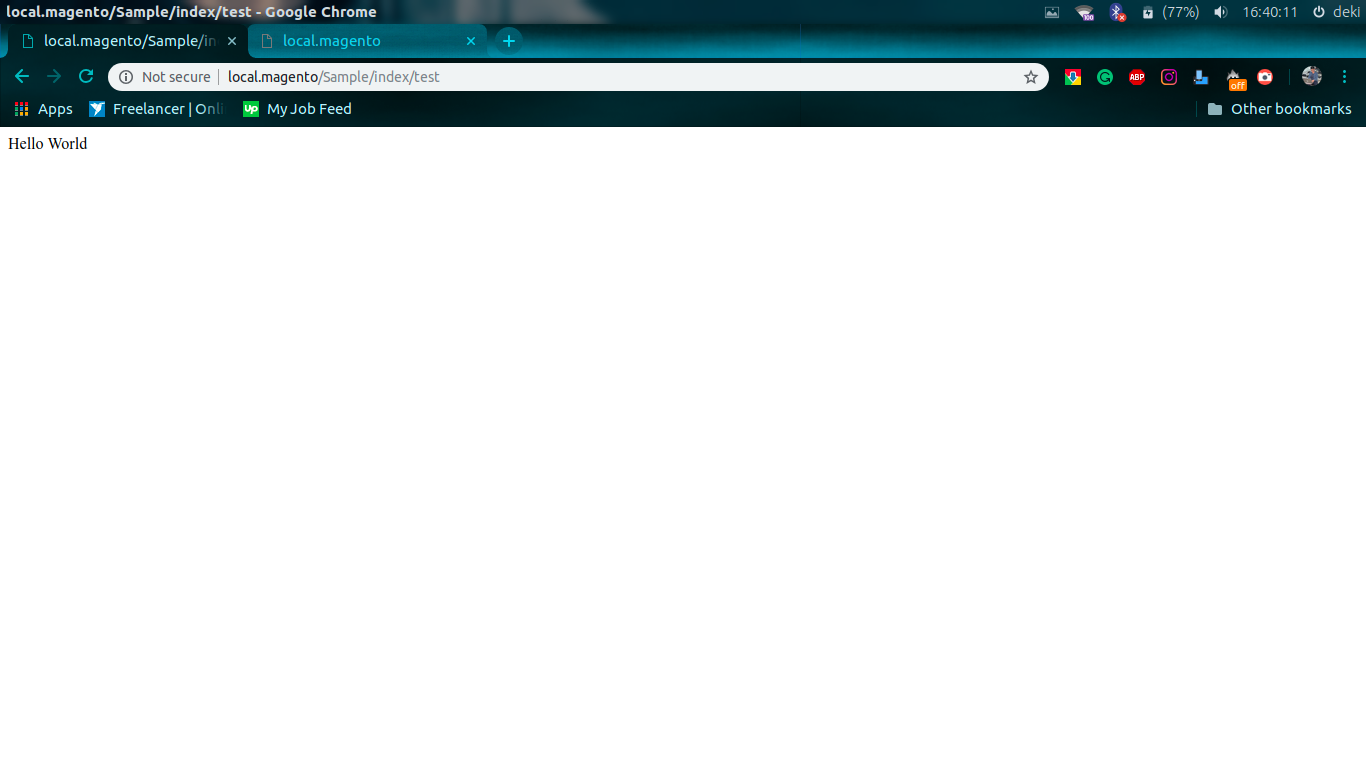 local.magento/Sample/index/test - Google Chrome
(77%) 16:40:11 deki
local.magento/Sample/in
local.magento
Not secure local.magento/Sample/index/test
ABP
off
Apps
Freelancer | Onli
up My Job Feed
Other bookmarks
Hello World